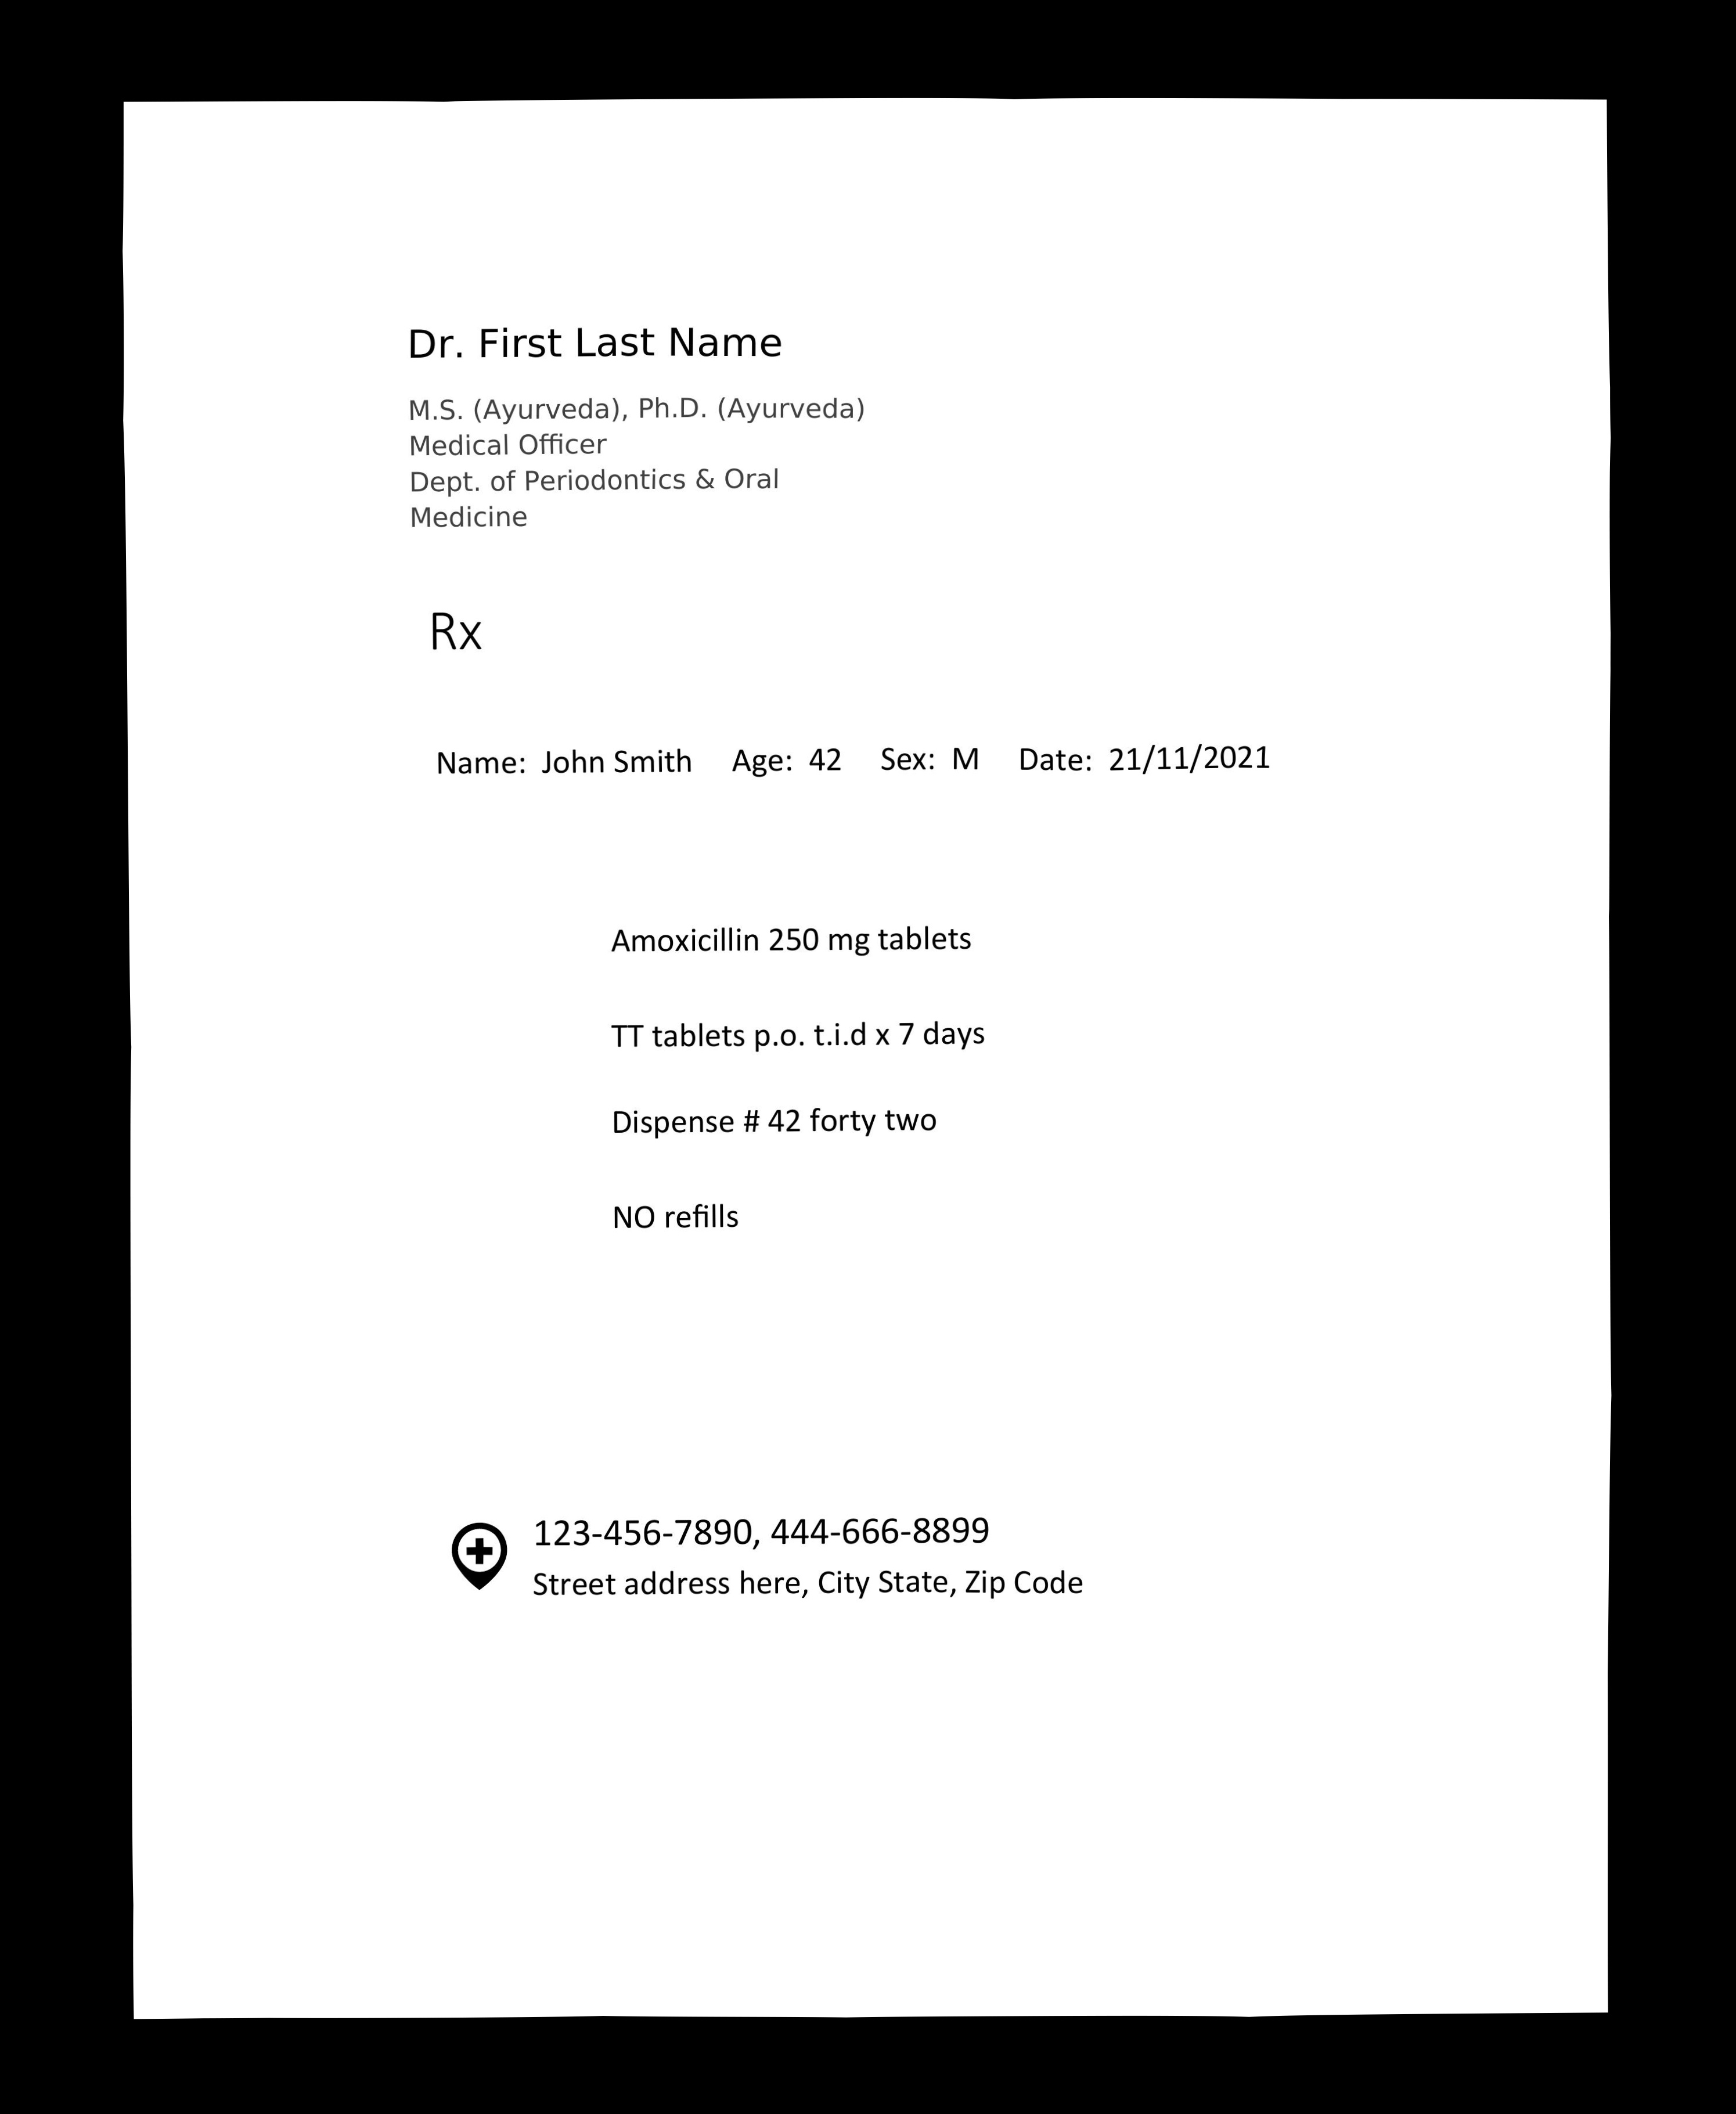 Dr. First Last Name
M.S. (Ayurveda), Ph.D. (Ayurveda)
Medical Officer
Dept. of Periodontics & Oral
Medicine
Rx
Name: John Smith Age: 42 Sex: M Date: 21/11/2021
Amoxicillin 250 mg tablets
TT tablets p.o. t.i.d x 7 days
Dispense # 42 forty two
NO refills
123-456-7890, 444-666-8899
Street address here, City State, Zip Code